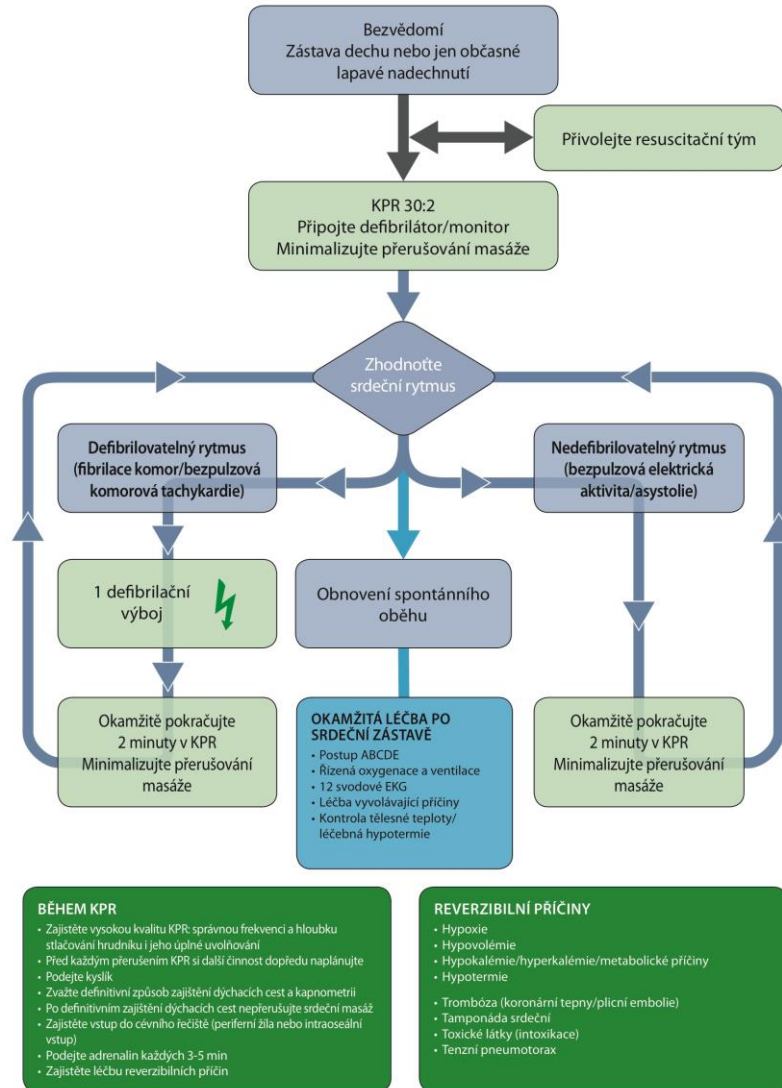 Bezvědomí
Zástava dechu nebo jen občasné
lapavé nadechnutí
Přivolejte resuscitační tým
KPR 30:2
Připojte defibrilátor/monitor
Minimalizujte přerušování masáže
Zhodnoťte
srdeční rytmus
Defibrilovatelný rytmus
(fibrilace komor/bezpulzová
komorová tachykardie)
Nedefibrilovatelný rytmus
(bezpulzová elektrická
aktivita/asystolie)
1 defibrilační
výboj
Obnovení spontánního
oběhu
Okamžitě pokračujte
2 minuty v KPR
Minimalizujte přerušování
masáže
OKAMŽITÁ LÉČBA PO
SRDEČNÍ ZÁSTAVĚ
• Postup ABCDE
• Řízená oxygenace a ventilace
• 12 svodové EKG
• Léčba vyvolávající příčiny
• Kontrola tělesné teploty/
léčebná hypotermie
Okamžitě pokračujte
2 minuty v KPR
Minimalizujte přerušování
masáže
BĚHEM KPR
• Zajistěte vysokou kvalitu KPR: správnou frekvenci a hloubku
stlačování hrudníku i jeho úplné uvolňování
• Před každým přerušením KPR si další činnost dopředu naplánujte
• Podejte kyslík
• Zvažte definitivní způsob zajištění dýchacích cest a kapnometrii
• Po definitivním zajištění dýchacích cest nepřerušujte srdeční masáž
• Zajistěte vstup do cévního řečiště (periferní žíla nebo intraoseální
vstup)
• Podejte adrenalin každých 3-5 min
• Zajistěte léčbu reverzibilních příčin
REVERZIBILNÍ PŘÍČINY
• Hypoxie
• Hypovolémie
• Hypokalémie/hyperkalémie/metabolické příčiny
• Hypotermie
• Trombóza (koronární tepny/plicní embolie)
• Tamponáda srdeční
• Toxické látky (intoxikace)
• Tenzní pneumotorax